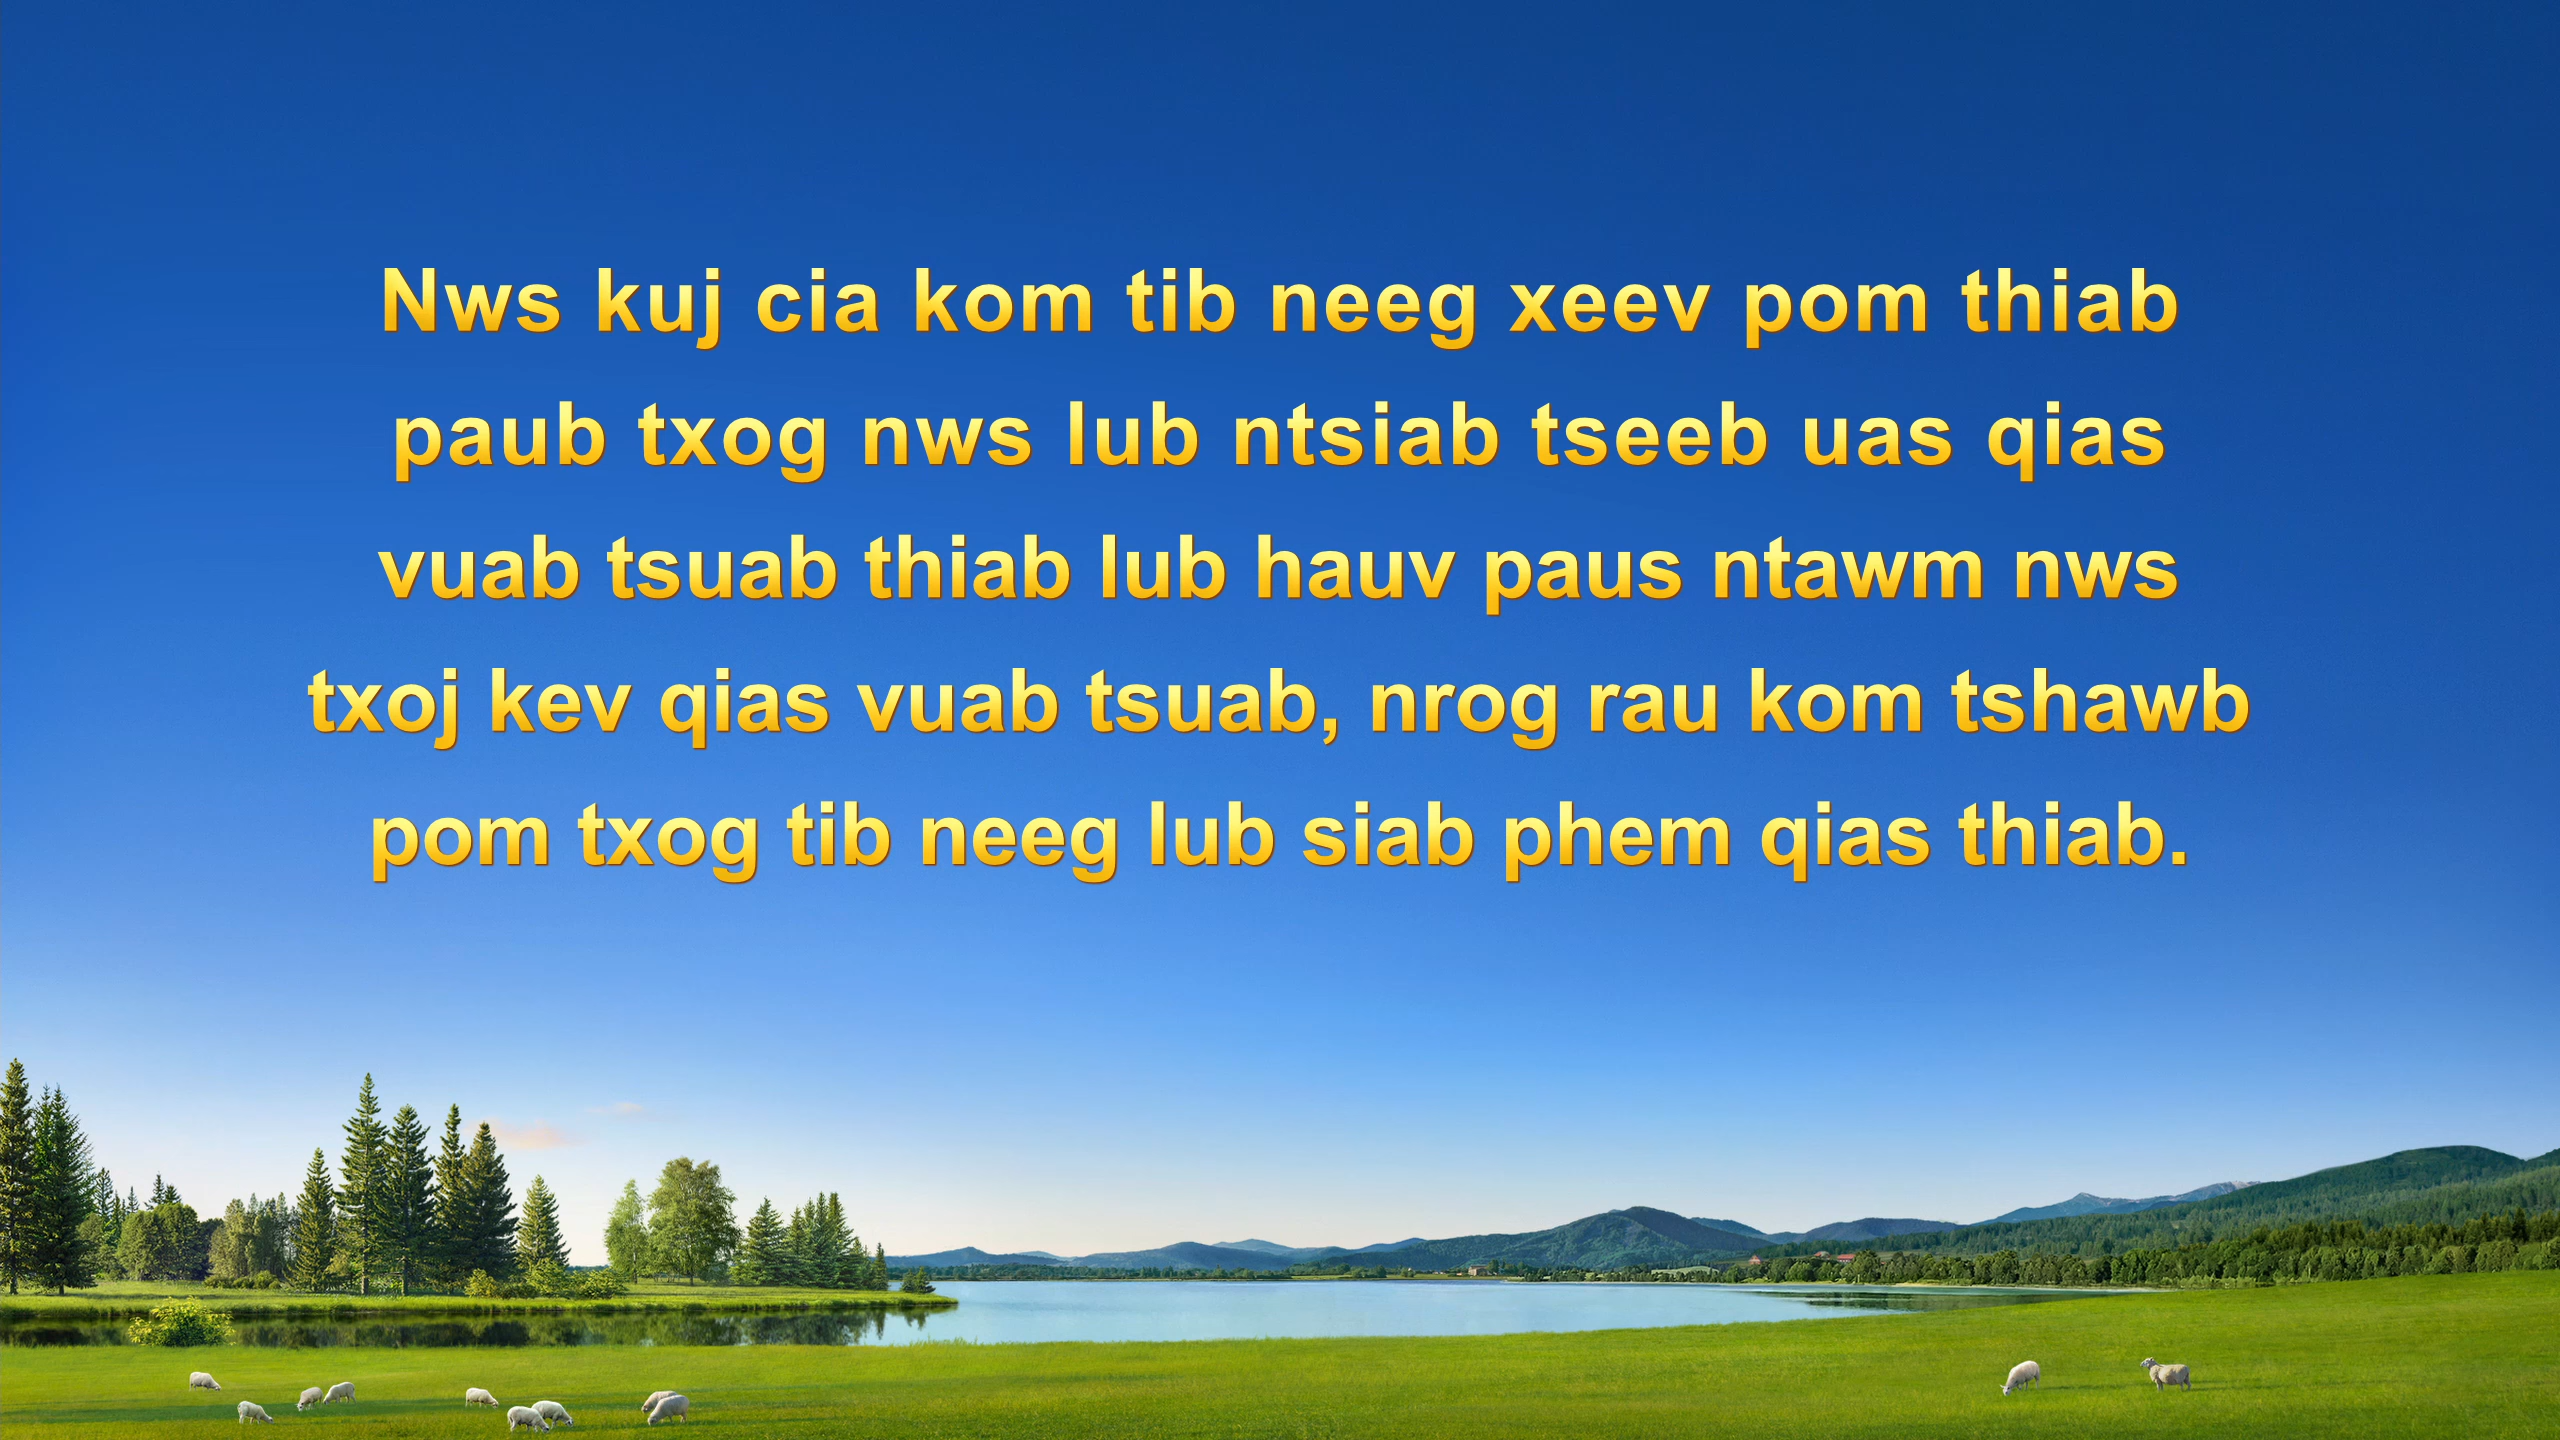 Nws kuj cia kom tib neeg xeev pom thiab
paub txog nws lub ntsiab tseeb uas qias
vuab tsuab thiab lub hauv paus ntawm nws
txoj kev qias vuab tsuab, nrog rau kom tshawb
pom txog tib neeg lub siab phem qias thiab.